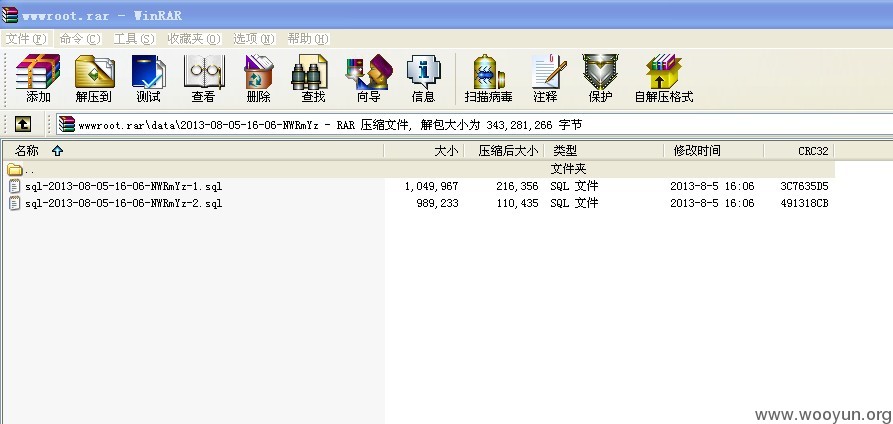 wwwroot.rar - WinRAR
文件(F) 命令(C) 工具(S) 收藏夹(O) 选项(N) 帮助(H)
添加 解压到 测试 查看 删除 查找 向导 信息 扫描病毒 注释 保护 自解压格式
wwwroot.rar\data\2013-08-05-16-06-NWRmYz - RAR 压缩文件, 解包大小为 343,281,266 字节
名称 大小 压缩后大小 类型 修改时间 CRC32
.. 文件夹
sql-2013-08-05-16-06-NWRmYz-1.sql 1,049,967 216,356 SQL 文件 2013-8-5 16:06 3C7635D5
sql-2013-08-05-16-06-NWRmYz-2.sql 989,233 110,435 SQL 文件 2013-8-5 16:06 491318CB
www.wooyun.org